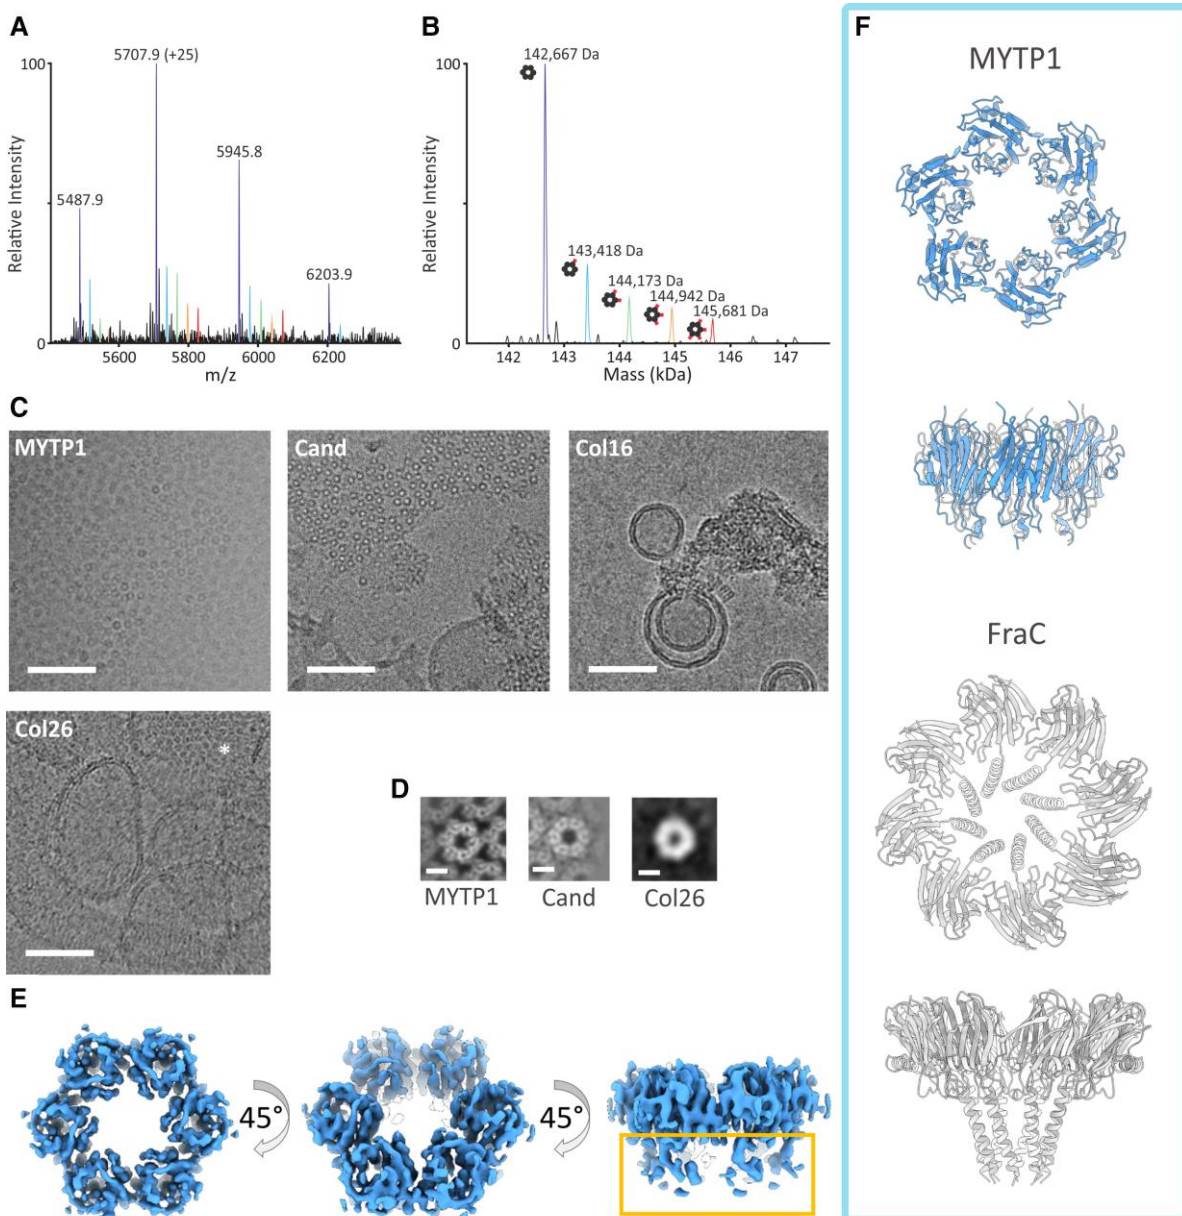 A
Relative Intensity
100
0
5487.9
5707.9 (+25)
5945.8
6203.9
5600
5800
6000
6200
m/z
B
Relative Intensity
100
0
142,667 Da
143,418 Da
144,173 Da
144,942 Da
145,681 Da
142
143
144
145
146
147
Mass (kDa)
C
MYTP1
Cand
Col16
Col26
*
D
MYTP1
Cand
Col26
E
45°
45°
F
MYTP1
FraC